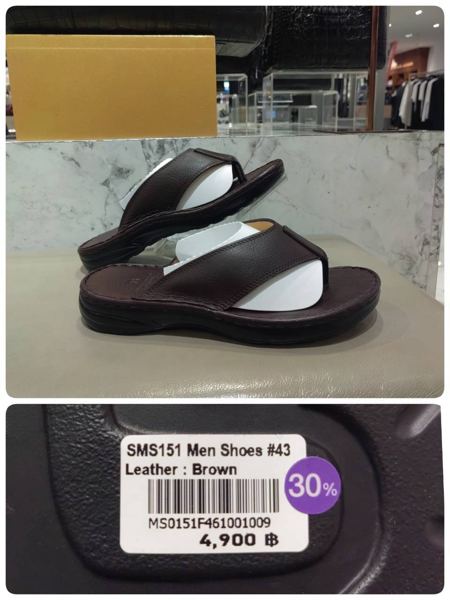 SMS151 Men Shoes #43
Leather : Brown
30%
MS0151F461001009
4,900 ฿